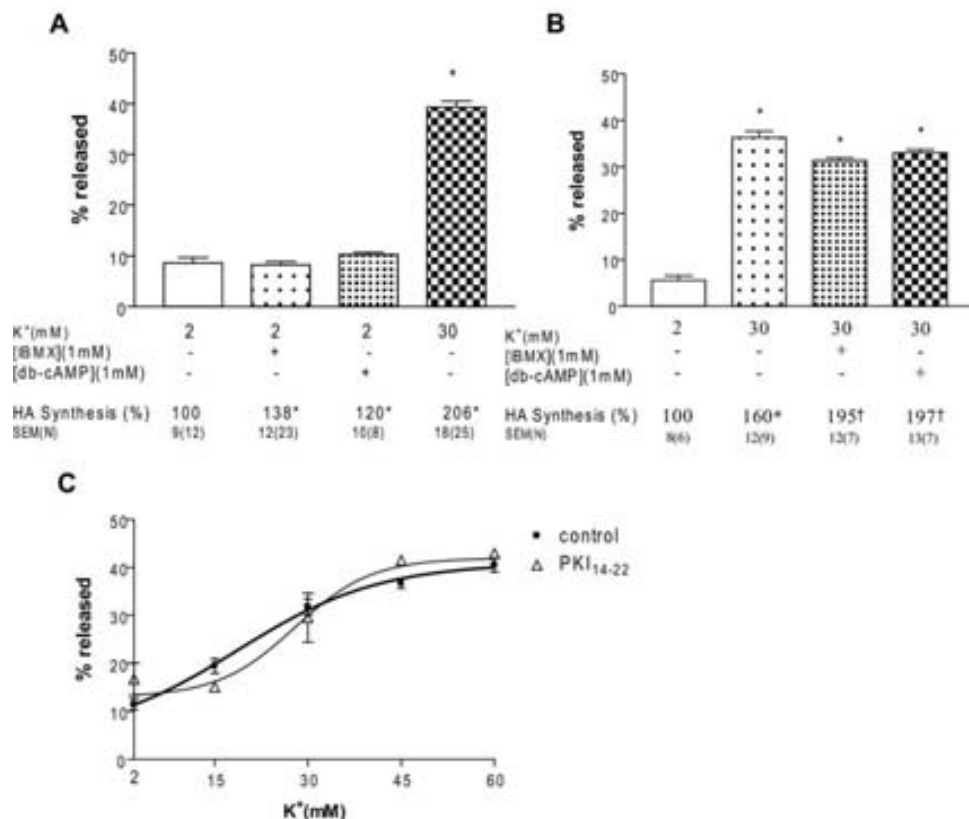 A
50
40
30
20
10
0
% released
*
K⁺(mM) 2 2 2 30
[IBMX](1mM) - + - -
[db-cAMP](1mM) - - + -
HA Synthesis (%) 100 138* 120* 206*
SEM(N) 9(12) 12(23) 10(8) 18(25)
B
50
40
30
20
10
0
% released
* * *
K⁺(mM) 2 30 30 30
[IBMX](1mM) - - + -
[db-cAMP](1mM) - - - +
HA Synthesis (%) 100 160* 195† 197†
SEM(N) 8(6) 12(9) 12(7) 13(7)
C
50
40
30
20
10
0
% released
2 15 30 45 60
K⁺(mM)
control
PKI₁₄₋₂₂